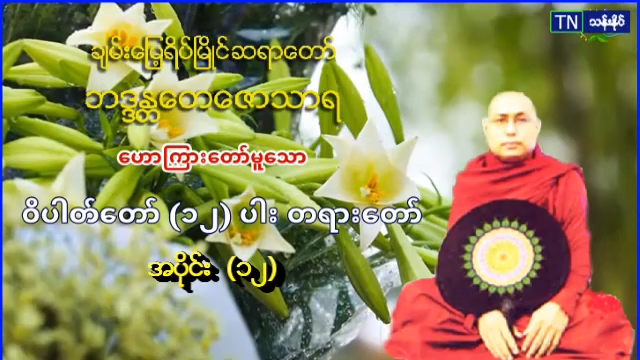 TN သန်းနိုင်
ချမ်းမြေ့ရိပ်မြိုင်ဆရာတော်
ဘဒ္ဒန္တတေဇောသာရ
ဟောကြားတော်မူသော
ဝိပါတ်တော် (၁၂) ပါး တရားတော်
အပိုင်း (၁၂)